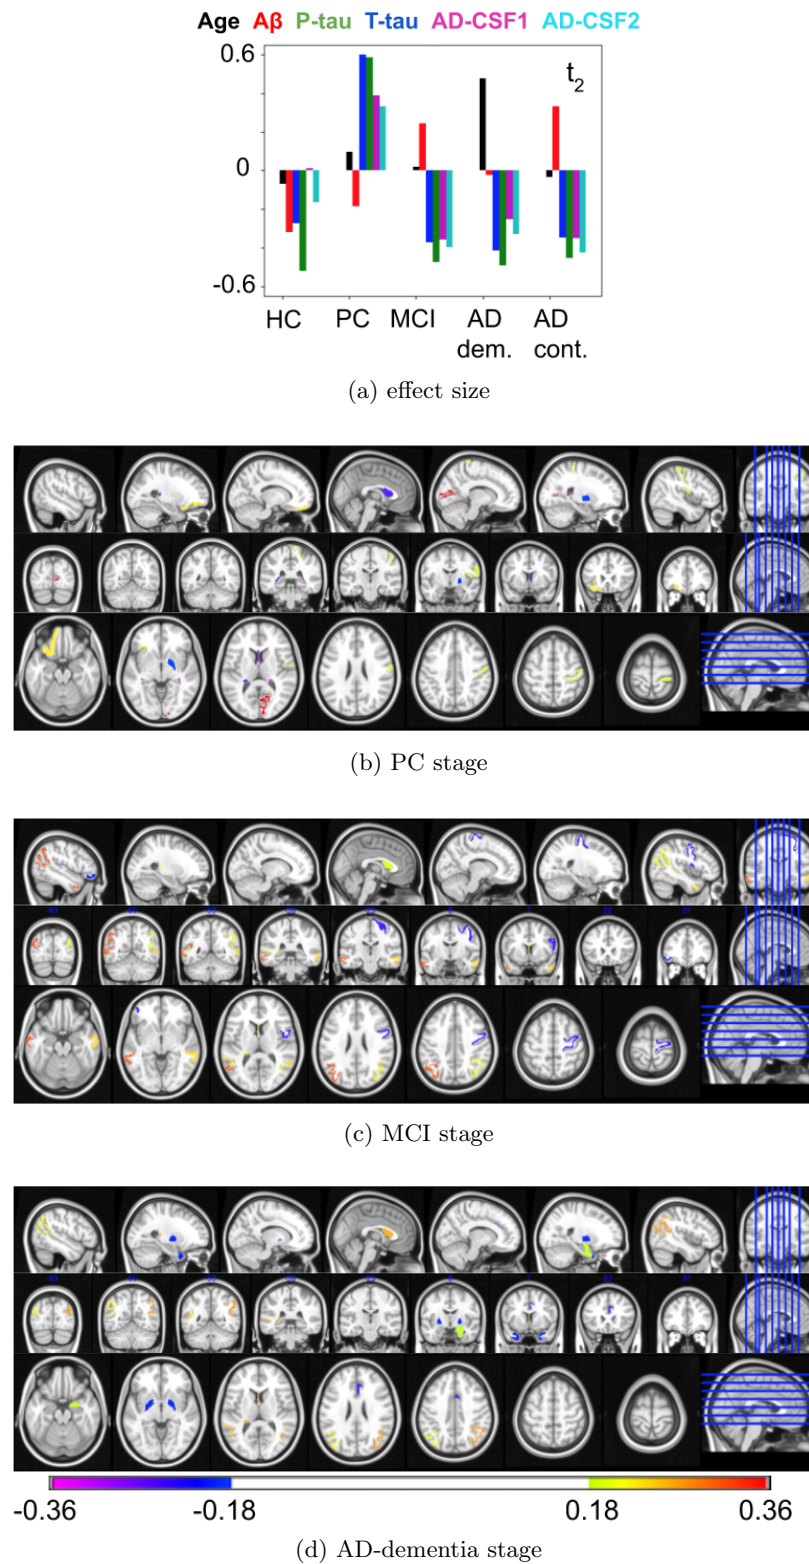 Age Aβ P-tau T-tau AD-CSF1 AD-CSF2
0.6
t2
0
-0.6
HC PC MCI AD dem. AD cont.
(a) effect size
(b) PC stage
(c) MCI stage
-0.36 -0.18 0.18 0.36
(d) AD-dementia stage